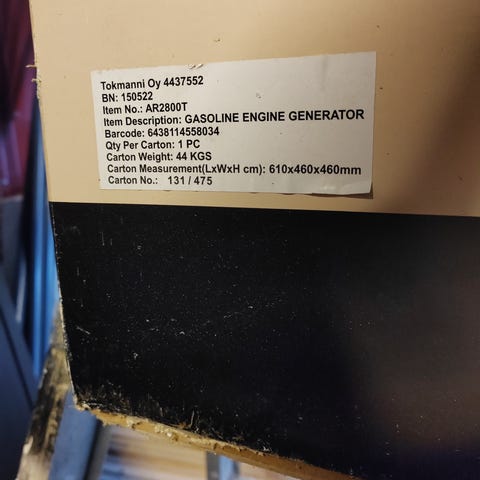 Tokmanni Oy 4437552
BN: 150522
Item No.: AR2800T
Item Description: GASOLINE ENGINE GENERATOR
Barcode: 6438114558034
Qty Per Carton: 1 PC
Carton Weight: 44 KGS
Carton Measurement(LxWxH cm): 610x460x460mm
Carton No.: 131 / 475